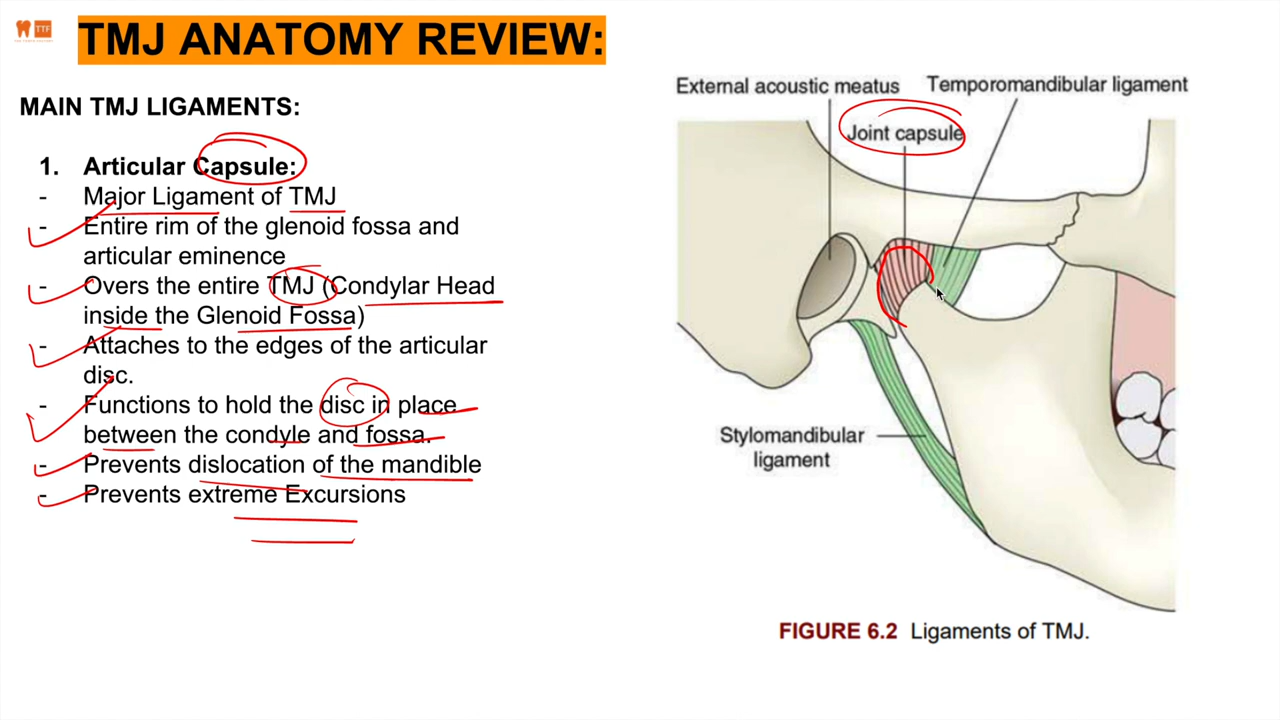 TTF
TMJ ANATOMY REVIEW:
MAIN TMJ LIGAMENTS:
1. Articular Capsule:
- Major Ligament of TMJ
- Entire rim of the glenoid fossa and
articular eminence
- Overs the entire TMJ (Condylar Head
inside the Glenoid Fossa)
- Attaches to the edges of the articular
disc.
- Functions to hold the disc in place
between the condyle and fossa.
- Prevents dislocation of the mandible
- Prevents extreme Excursions
External acoustic meatus
Temporomandibular ligament
Joint capsule
Stylomandibular
ligament
FIGURE 6.2 Ligaments of TMJ.